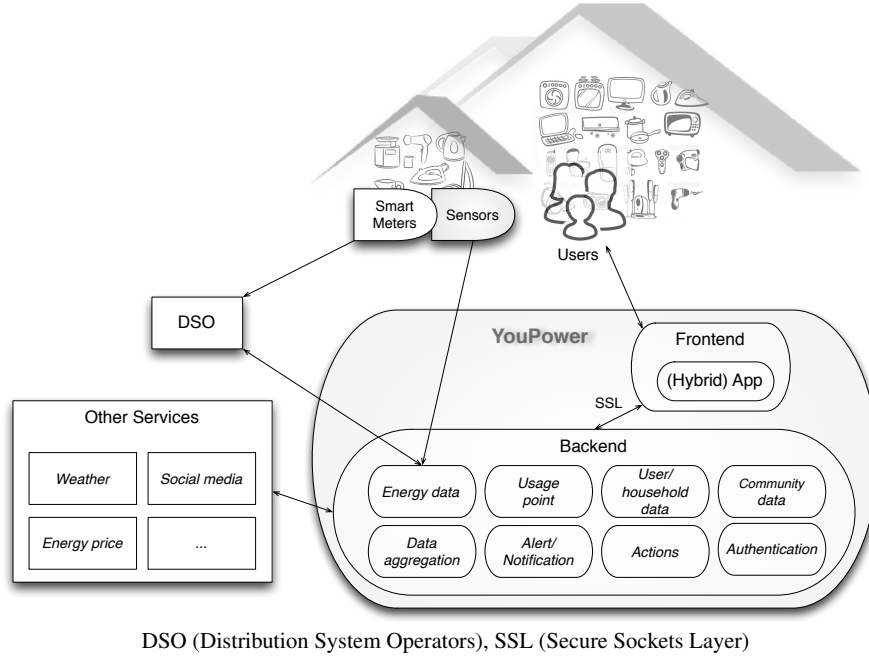 Smart
Meters
Sensors
Users
DSO
YouPower
Frontend
(Hybrid) App
SSL
Other Services
Weather
Social media
Energy price
...
Backend
Energy data
Usage
point
User/
household
data
Community
data
Data
aggregation
Alert/
Notification
Actions
Authentication
DSO (Distribution System Operators), SSL (Secure Sockets Layer)